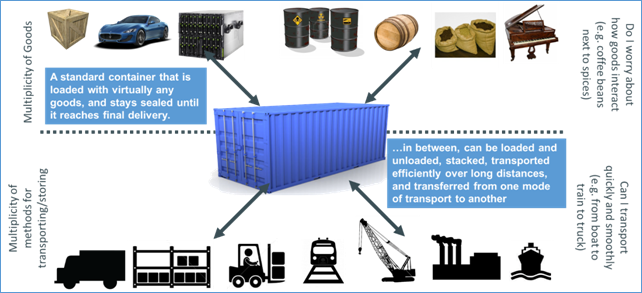 Multiplicity of Goods
A standard container that is
loaded with virtually any
goods, and stays sealed until
it reaches final delivery.
Do I worry about
how goods interact
(e.g. coffee beans
next to spices)
Multiplicity of
methods for
transporting/storing
…in between, can be loaded and
unloaded, stacked, transported
efficiently over long distances,
and transferred from one mode
of transport to another
Can I transport
quickly and smoothly
(e.g. from boat to
train to truck)